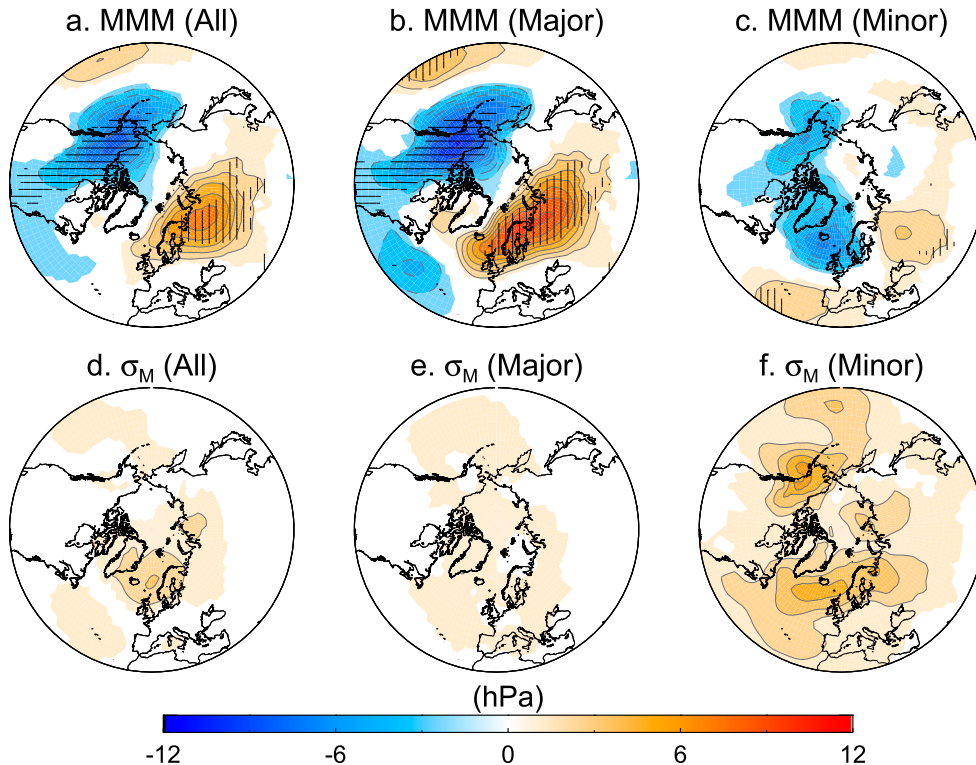 a. MMM (All)
b. MMM (Major)
c. MMM (Minor)
d. σM (All)
e. σM (Major)
f. σM (Minor)
(hPa)
-12 -6 0 6 12